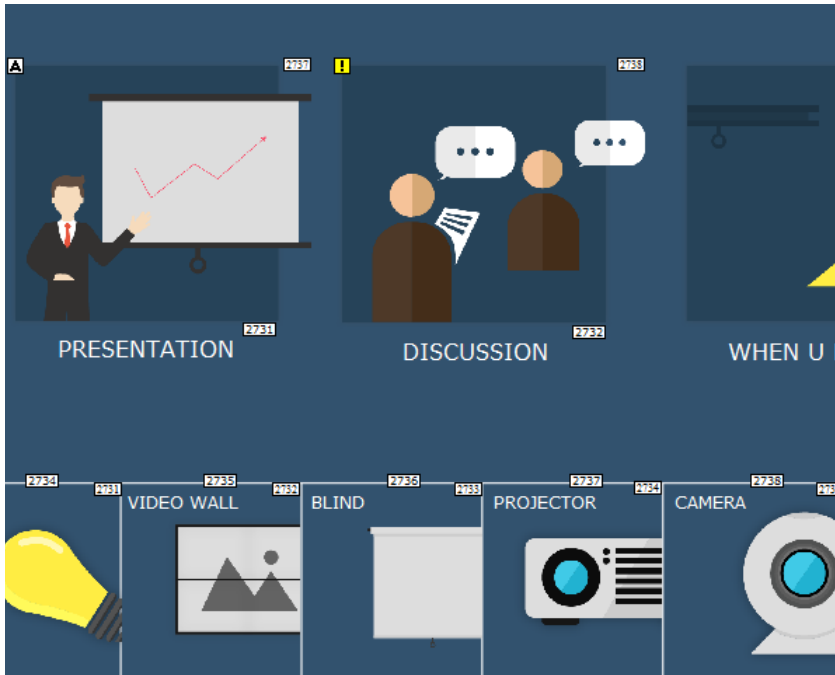 A 2737 ! 2738
2731 2732
PRESENTATION DISCUSSION WHEN U
2734 2735 2736 2737 2738
2731 2732 2733 2734 273
VIDEO WALL BLIND PROJECTOR CAMERA